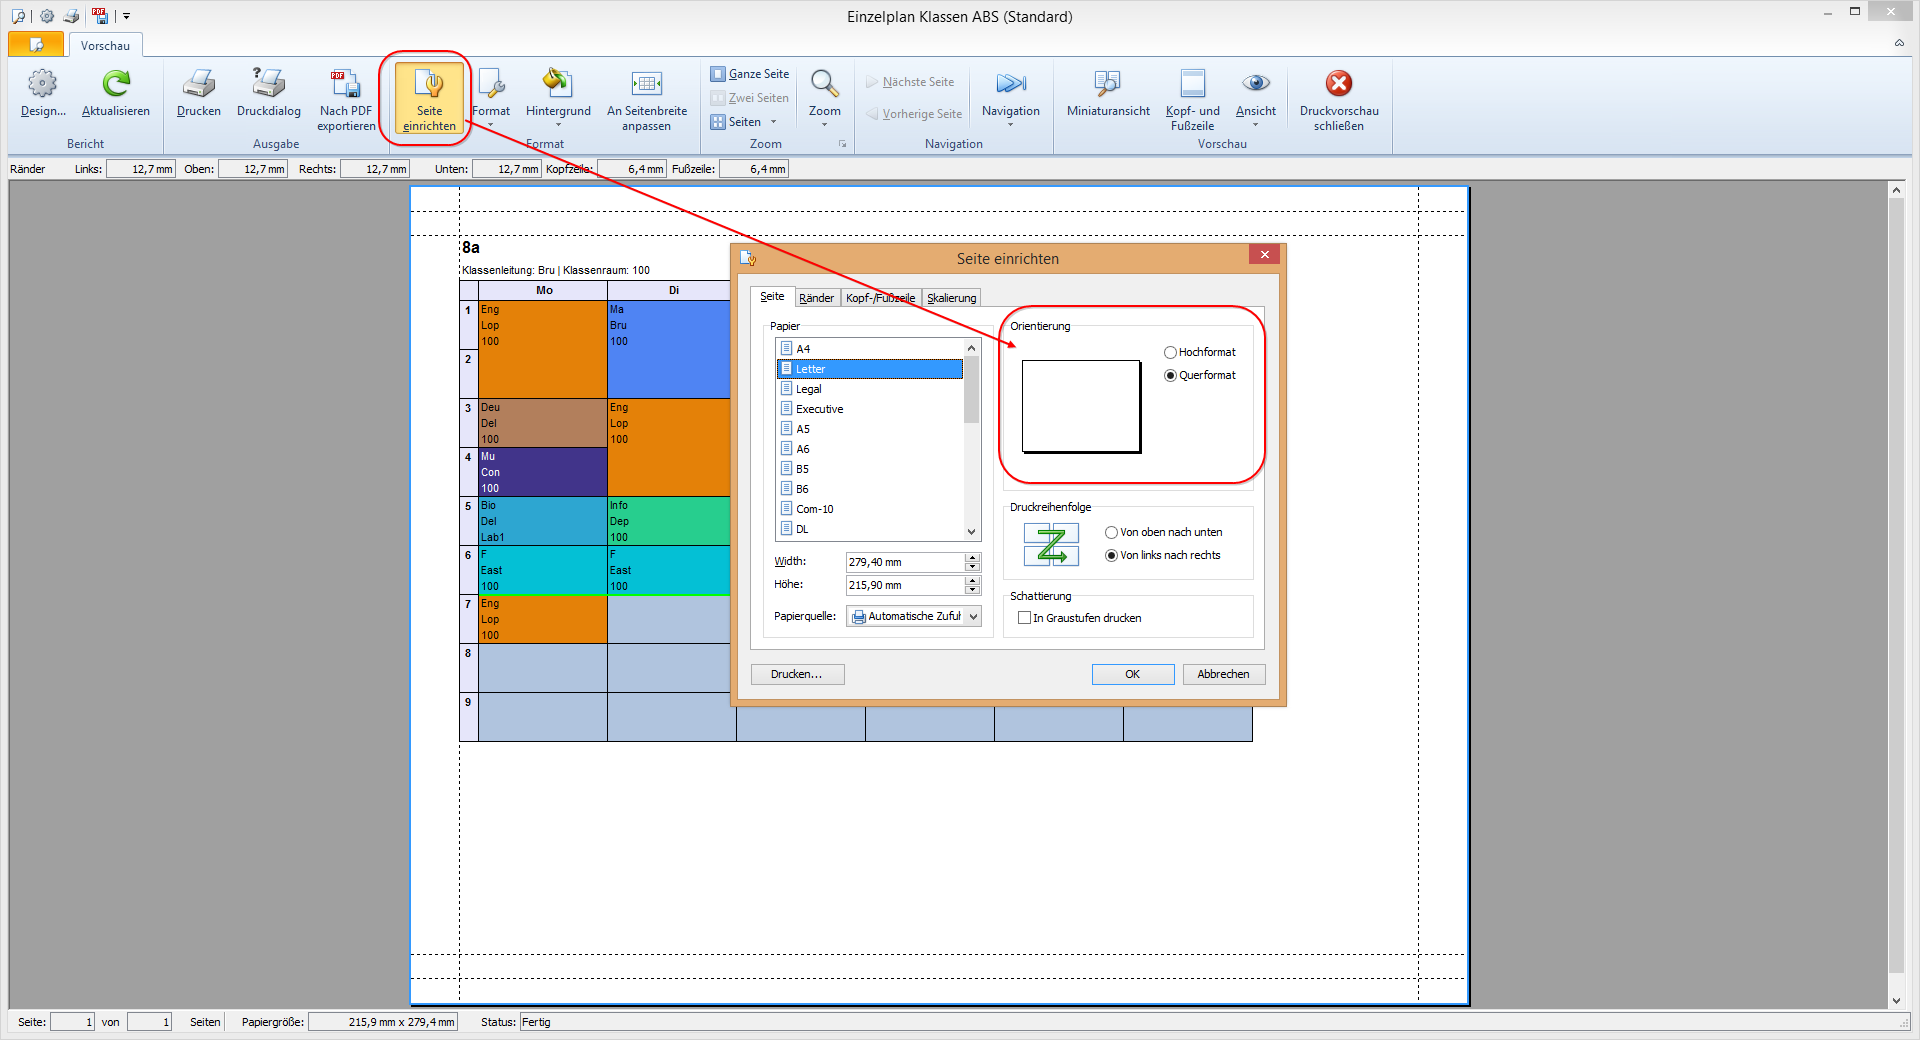 Einzelplan Klassen ABS (Standard)
Vorschau
Design...
Aktualisieren
Bericht
Drucken
Druckdialog
Nach PDF
exportieren
Ausgabe
Seite
einrichten
Format
Hintergrund
An Seitenbreite
anpassen
Format
Ganze Seite
Zwei Seiten
Seiten
Zoom
Zoom
Nächste Seite
Vorherige Seite
Navigation
Navigation
Miniaturansicht
Kopf- und
Fußzeile
Ansicht
Druckvorschau
schließen
Vorschau
Ränder Links: 12,7 mm Oben: 12,7 mm Rechts: 12,7 mm Unten: 12,7 mm Kopfzeile: 6,4 mm Fußzeile: 6,4 mm
8a
Klassenleitung: Bru | Klassenraum: 100
Mo Di
1
Eng
Lop
100
Ma
Bru
100
2
3
Deu
Del
100
Eng
Lop
100
4
Mu
Con
100
5
Bio
Del
Lab1
Info
Dep
100
6
F
East
100
F
East
100
7
Eng
Lop
100
8
9
Seite einrichten
Seite Ränder Kopf-/Fußzeile Skalierung
Papier
A4
Letter
Legal
Executive
A5
A6
B5
B6
Com-10
DL
Width: 279,40 mm
Höhe: 215,90 mm
Papierquelle: Automatische Zufuh
Orientierung
Hochformat
Querformat
Druckreihenfolge
Von oben nach unten
Von links nach rechts
Schattierung
In Graustufen drucken
Drucken...
OK
Abbrechen
Seite: 1 von 1 Seiten Papiergröße: 215,9 mm x 279,4 mm Status: Fertig